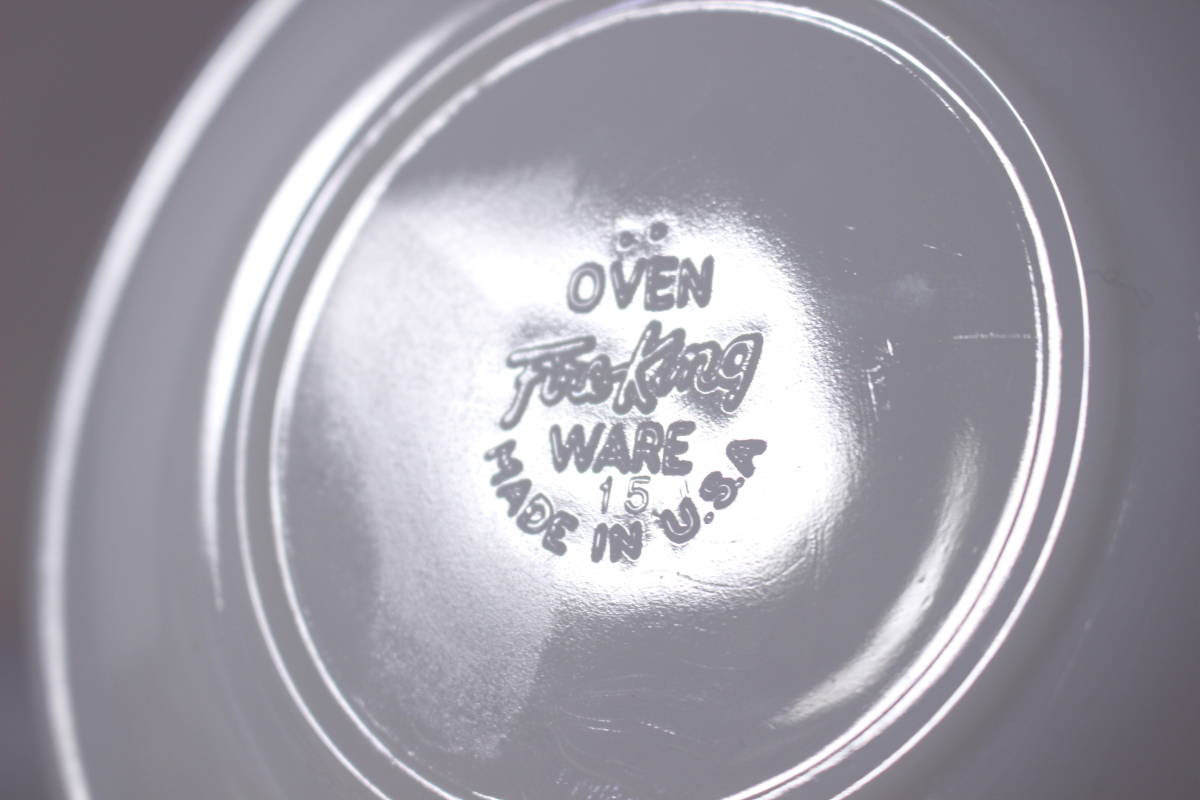 OVEN
Fire-King
WARE
15
MADE IN U.S.A